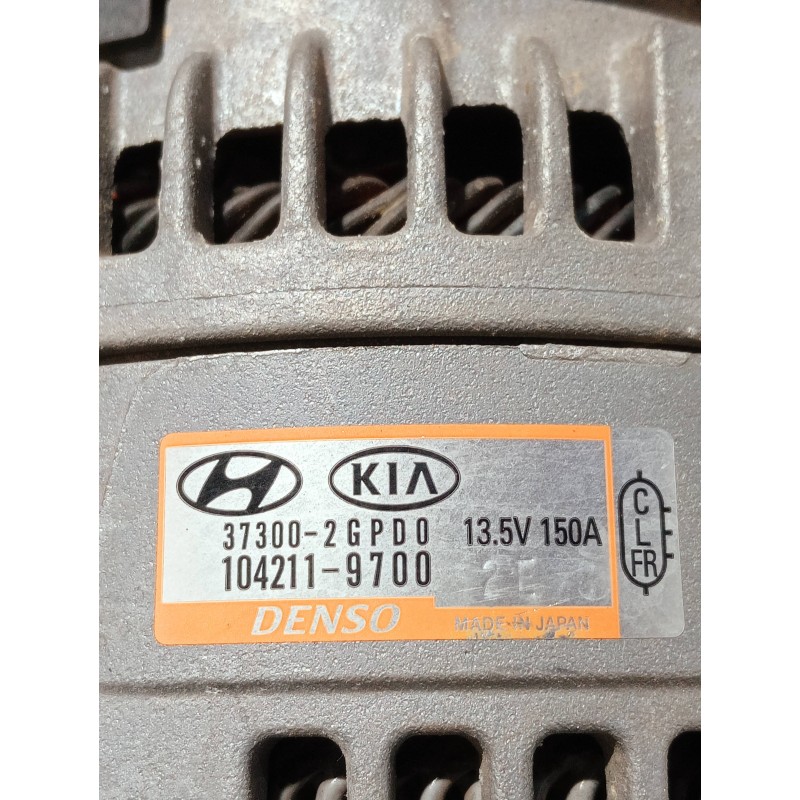 KIA
37300-2GPD0 13.5V 150A
104211-9700
DENSO MADE IN JAPAN
C
L
FR